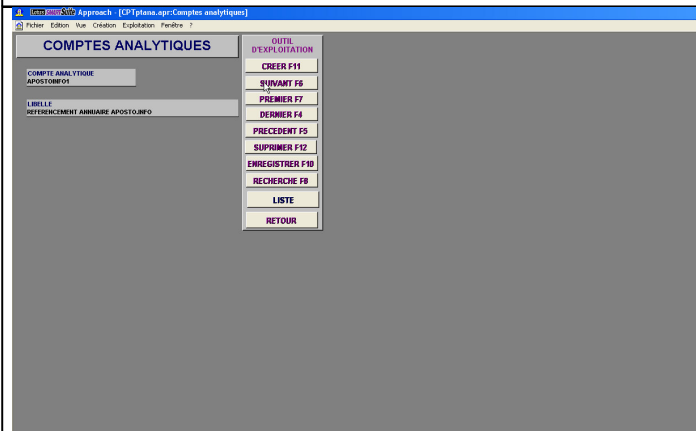 Lotus SMARTSuite Approach - [CPTptana.apr:Comptes analytiques]
Fichier Edition Vue Création Exploitation Fenêtre ?
COMPTES ANALYTIQUES
COMPTE ANALYTIQUE
APOSTOINFO1
LIBELLE
REFERENCEMENT ANNUAIRE APOSTO.INFO
OUTIL
D'EXPLOITATION
CREER F11
SUIVANT F6
PREMIER F7
DERNIER F4
PRECEDENT F5
SUPRIMER F12
ENREGISTRER F10
RECHERCHE F8
LISTE
RETOUR